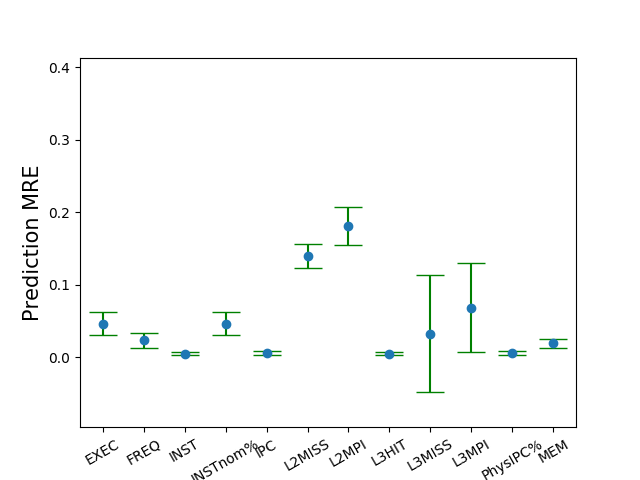 Prediction MRE
0.4
0.3
0.2
0.1
0.0
EXEC
FREQ
INST
INSTnom%
IPC
L2MISS
L2MPI
L3HIT
L3MISS
L3MPI
PhysIPC%
MEM